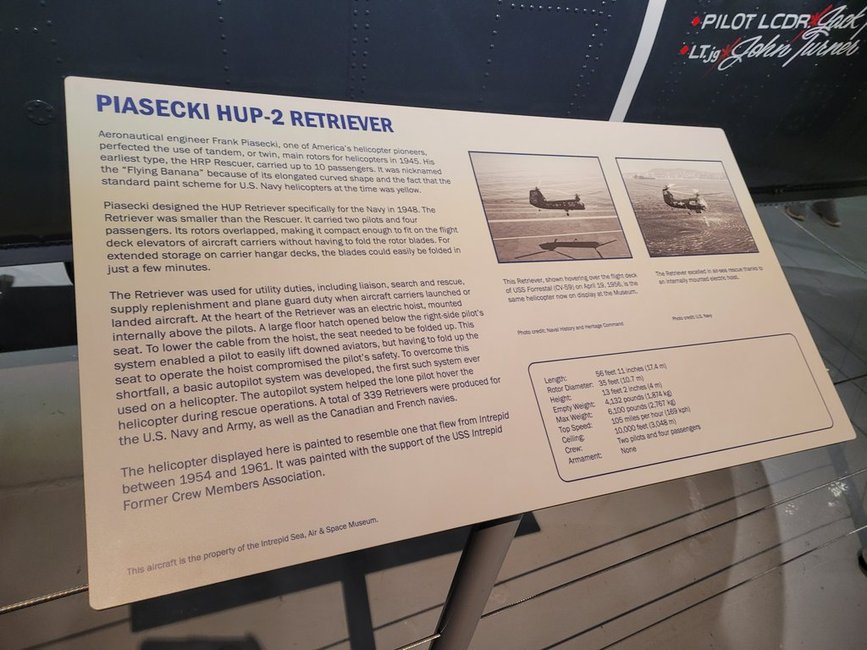 PILOT LCDR Jack
LTjg John Turner
PIASECKI HUP-2 RETRIEVER
Aeronautical engineer Frank Piasecki, one of America's helicopter pioneers,
perfected the use of tandem, or twin, main rotors for helicopters in 1945. His
earliest type, the HRP Rescuer, carried up to 10 passengers. It was nicknamed
the "Flying Banana" because of its elongated curved shape and the fact that the
standard paint scheme for U.S. Navy helicopters at the time was yellow.
Piasecki designed the HUP Retriever specifically for the Navy in 1948. The
Retriever was smaller than the Rescuer. It carried two pilots and four
passengers. Its rotors overlapped, making it compact enough to fit on the flight
deck elevators of aircraft carriers without having to fold the rotor blades. For
extended storage on carrier hangar decks, the blades could easily be folded in
just a few minutes.
The Retriever was used for utility duties, including liaison, search and rescue,
supply replenishment and plane guard duty when aircraft carriers launched or
landed aircraft. At the heart of the Retriever was an electric hoist, mounted
internally above the pilots. A large floor hatch opened below the right-side pilot's
seat. To lower the cable from the hoist, the seat needed to be folded up. This
system enabled a pilot to easily lift downed aviators, but having to fold up the
seat to operate the hoist compromised the pilot's safety. To overcome this
shortfall, a basic autopilot system was developed, the first such system ever
used on a helicopter. The autopilot system helped the lone pilot hover the
helicopter during rescue operations. A total of 339 Retrievers were produced for
the U.S. Navy and Army, as well as the Canadian and French navies.
The helicopter displayed here is painted to resemble one that flew from Intrepid
between 1954 and 1961. It was painted with the support of the USS Intrepid
Former Crew Members Association.
This aircraft is the property of the Intrepid Sea, Air & Space Museum.
This Retriever, shown hovering over the flight deck
of USS Forrestal (CV-59) on April 19, 1956, is the
same helicopter now on display at the Museum.
Photo credit: Naval History and Heritage Command
The Retriever excelled in air-sea rescue thanks to
an internally mounted electric hoist.
Photo credit: U.S. Navy
Length: 56 feet 11 inches (17.4 m)
Rotor Diameter: 35 feet (10.7 m)
Height: 13 feet 2 inches (4 m)
Empty Weight: 4,132 pounds (1,874 kg)
Max Weight: 6,100 pounds (2,767 kg)
Top Speed: 105 miles per hour (169 kph)
Ceiling: 10,000 feet (3,048 m)
Crew: Two pilots and four passengers
Armament: None